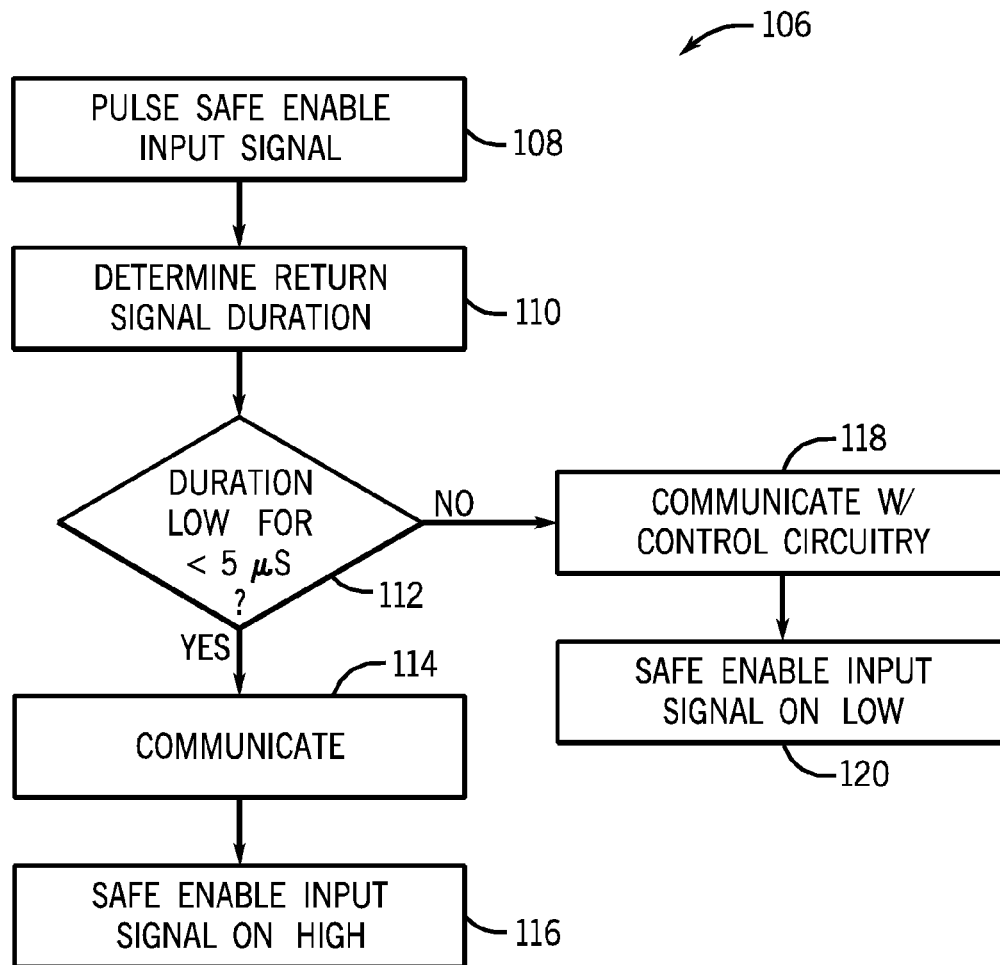 106
PULSE SAFE ENABLE
INPUT SIGNAL
108
DETERMINE RETURN
SIGNAL DURATION
110
DURATION
LOW FOR
< 5 μS
?
112
NO
YES
118
COMMUNICATE W/
CONTROL CIRCUITRY
114
COMMUNICATE
SAFE ENABLE INPUT
SIGNAL ON LOW
120
SAFE ENABLE INPUT
SIGNAL ON HIGH
116